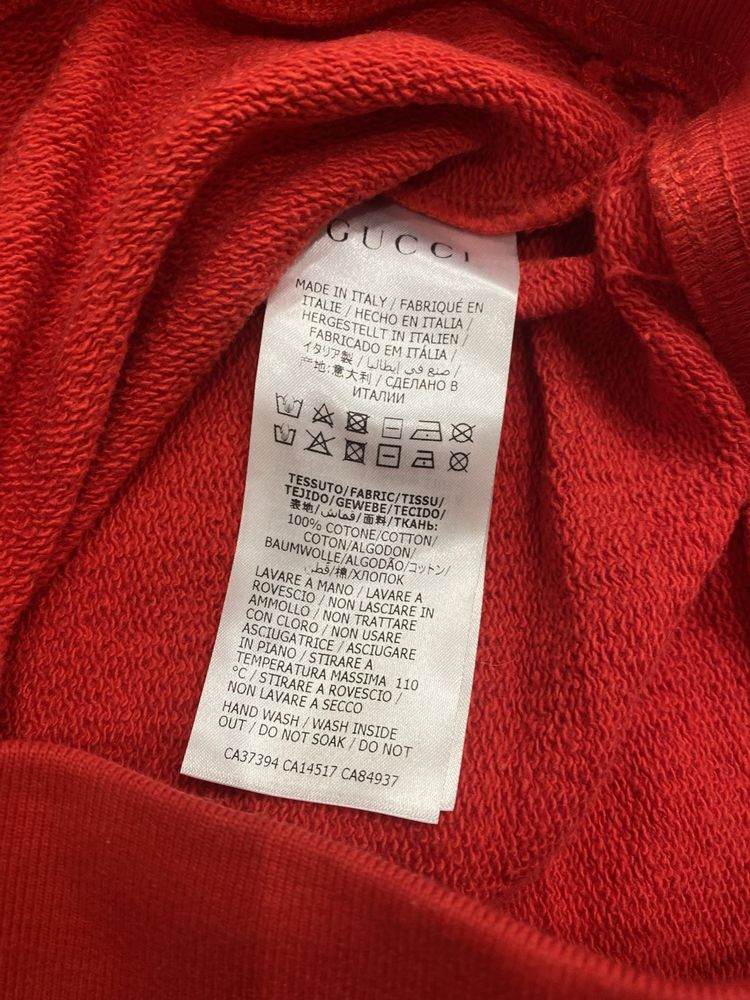 GUCCI
MADE IN ITALY / FABRIQUÉ EN
ITALIE / HECHO EN ITALIA /
HERGESTELLT IN ITALIEN /
FABRICADO EM ITÁLIA /
イタリア製 / صنع في إيطاليا /
产地:意大利 / СДЕЛАНО В
ИТАЛИИ
TESSUTO/FABRIC/TISSU/
TEJIDO/GEWEBE/TECIDO/
表地/قماش/面料/ТКАНЬ:
100% COTONE/COTTON/
COTON/ALGODON/
BAUMWOLLE/ALGODÃO/コットン/
قطن/棉/ХЛОПОК
LAVARE A MANO / LAVARE A
ROVESCIO / NON LASCIARE IN
AMMOLLO / NON TRATTARE
CON CLORO / NON USARE
ASCIUGATRICE / ASCIUGARE
IN PIANO / STIRARE A
TEMPERATURA MASSIMA 110
°C / STIRARE A ROVESCIO /
NON LAVARE A SECCO
HAND WASH / WASH INSIDE
OUT / DO NOT SOAK / DO NOT
CA37394 CA14517 CA84937